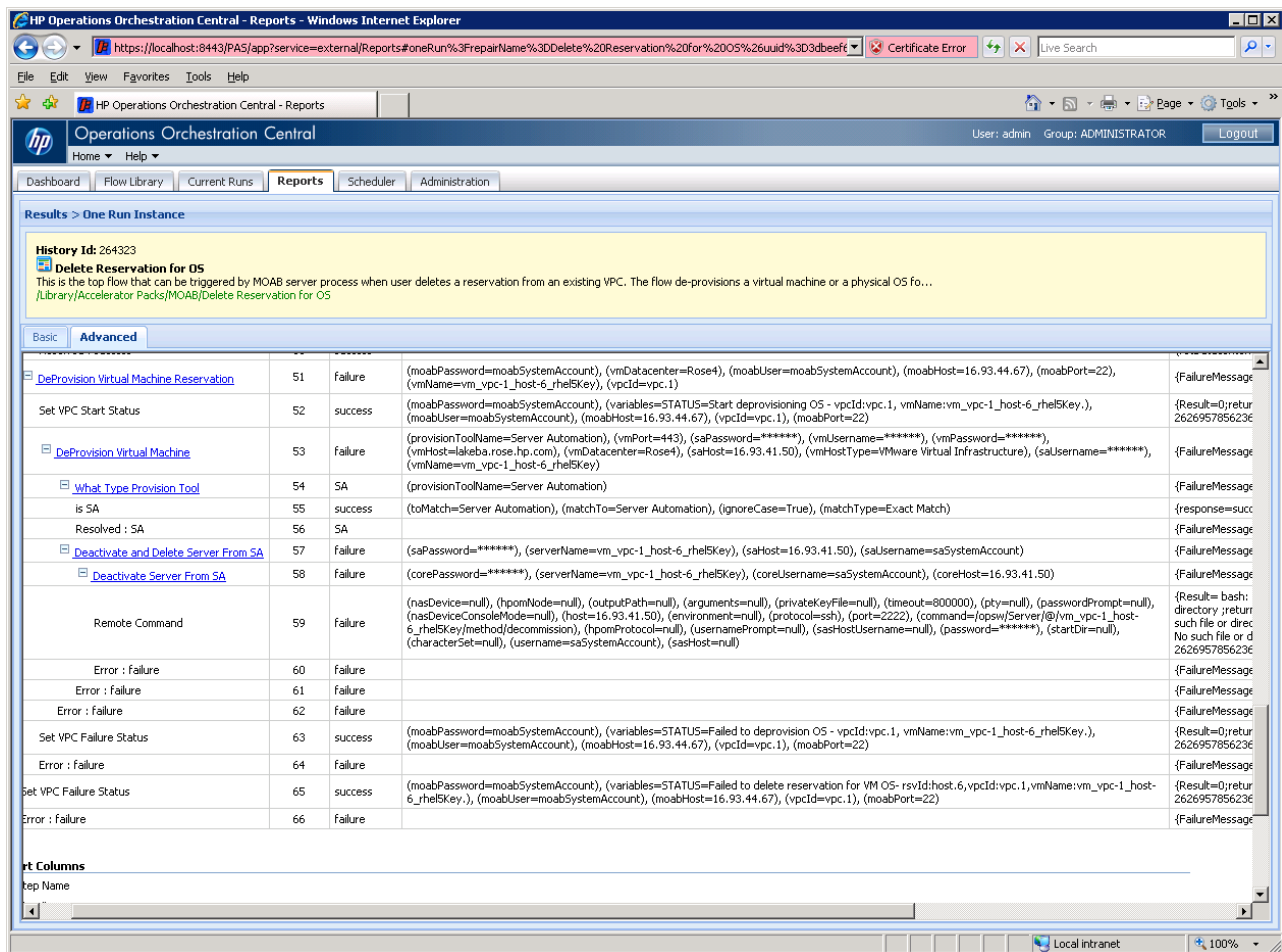 HP Operations Orchestration Central - Reports - Windows Internet Explorer
https://localhost:8443/PAS/app?service=external/Reports#oneRun%3FrepairName%3DDelete%20Reservation%20for%20OS%26uuid%3D3dbeef6
Certificate Error
Live Search
File Edit View Favorites Tools Help
HP Operations Orchestration Central - Reports
Page Tools »
hp
Operations Orchestration Central
User: admin Group: ADMINISTRATOR
Logout
Home Help
Dashboard Flow Library Current Runs Reports Scheduler Administration
Results > One Run Instance
History Id: 264323
Delete Reservation for OS
This is the top flow that can be triggered by MOAB server process when user deletes a reservation from an existing VPC. The flow de-provisions a virtual machine or a physical OS fo...
/Library/Accelerator Packs/MOAB/Delete Reservation for OS
Basic Advanced
DeProvision Virtual Machine Reservation 51 failure (moabPassword=moabSystemAccount), (vmDatacenter=Rose4), (moabUser=moabSystemAccount), (moabHost=16.93.44.67), (moabPort=22),
(vmName=vm_vpc-1_host-6_rhel5Key), (vpcId=vpc.1) {FailureMessage
Set VPC Start Status 52 success (moabPassword=moabSystemAccount), (variables=STATUS=Start deprovisioning OS - vpcId:vpc.1, vmName:vm_vpc-1_host-6_rhel5Key.), {Result=0;retur
(moabUser=moabSystemAccount), (moabHost=16.93.44.67), (vpcId=vpc.1), (moabPort=22) 2626957856236
DeProvision Virtual Machine 53 failure (provisionToolName=Server Automation), (vmPort=443), (saPassword=******), (vmUsername=******), (vmPassword=******),
(vmHost=lakeba.rose.hp.com), (vmDatacenter=Rose4), (saHost=16.93.41.50), (vmHostType=VMware Virtual Infrastructure), (saUsername=******), {FailureMessage
(vmName=vm_vpc-1_host-6_rhel5Key)
What Type Provision Tool 54 SA (provisionToolName=Server Automation) {FailureMessage
is SA 55 success (toMatch=Server Automation), (matchTo=Server Automation), (ignoreCase=True), (matchType=Exact Match) {response=succ
Resolved : SA 56 SA {FailureMessage
Deactivate and Delete Server From SA 57 failure (saPassword=******), (serverName=vm_vpc-1_host-6_rhel5Key), (saHost=16.93.41.50), (saUsername=saSystemAccount) {FailureMessage
Deactivate Server From SA 58 failure (corePassword=******), (serverName=vm_vpc-1_host-6_rhel5Key), (coreUsername=saSystemAccount), (coreHost=16.93.41.50) {FailureMessage
Remote Command 59 failure (nasDevice=null), (hpomNode=null), (outputPath=null), (arguments=null), (privateKeyFile=null), (timeout=800000), (pty=null), (passwordPrompt=null), {Result= bash:
(nasDeviceConsoleMode=null), (host=16.93.41.50), (environment=null), (protocol=ssh), (port=2222), (command=/opsw/Server/@/vm_vpc-1_host- directory ;return
6_rhel5Key/method/decommission), (hpomProtocol=null), (usernamePrompt=null), (sasHostUsername=null), (password=******), (startDir=null), such file or direc
(characterSet=null), (username=saSystemAccount), (sasHost=null) No such file or d
2626957856236
Error : failure 60 failure {FailureMessage
Error : failure 61 failure {FailureMessage
Error : failure 62 failure {FailureMessage
Set VPC Failure Status 63 success (moabPassword=moabSystemAccount), (variables=STATUS=Failed to deprovision OS - vpcId:vpc.1, vmName:vm_vpc-1_host-6_rhel5Key.), {Result=0;retur
(moabUser=moabSystemAccount), (moabHost=16.93.44.67), (vpcId=vpc.1), (moabPort=22) 2626957856236
Error : failure 64 failure {FailureMessage
Set VPC Failure Status 65 success (moabPassword=moabSystemAccount), (variables=STATUS=Failed to delete reservation for VM OS- rsvId:host.6,vpcId:vpc.1,vmName:vm_vpc-1_host- {Result=0;retur
6_rhel5Key.), (moabUser=moabSystemAccount), (moabHost=16.93.44.67), (vpcId=vpc.1), (moabPort=22) 2626957856236
Error : failure 66 failure {FailureMessage
rt Columns
tep Name
Local intranet 100%